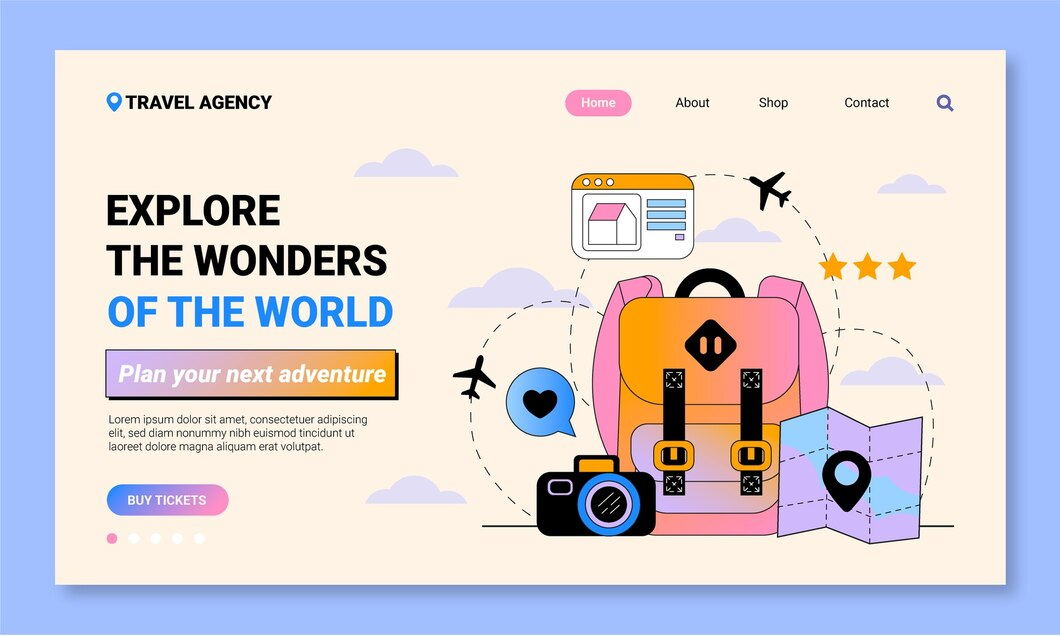 TRAVEL AGENCY
Home About Shop Contact
EXPLORE
THE WONDERS
OF THE WORLD
Plan your next adventure
Lorem ipsum dolor sit amet, consectetuer adipiscing
elit, sed diam nonummy nibh euismod tincidunt ut
laoreet dolore magna aliquam erat volutpat.
BUY TICKETS